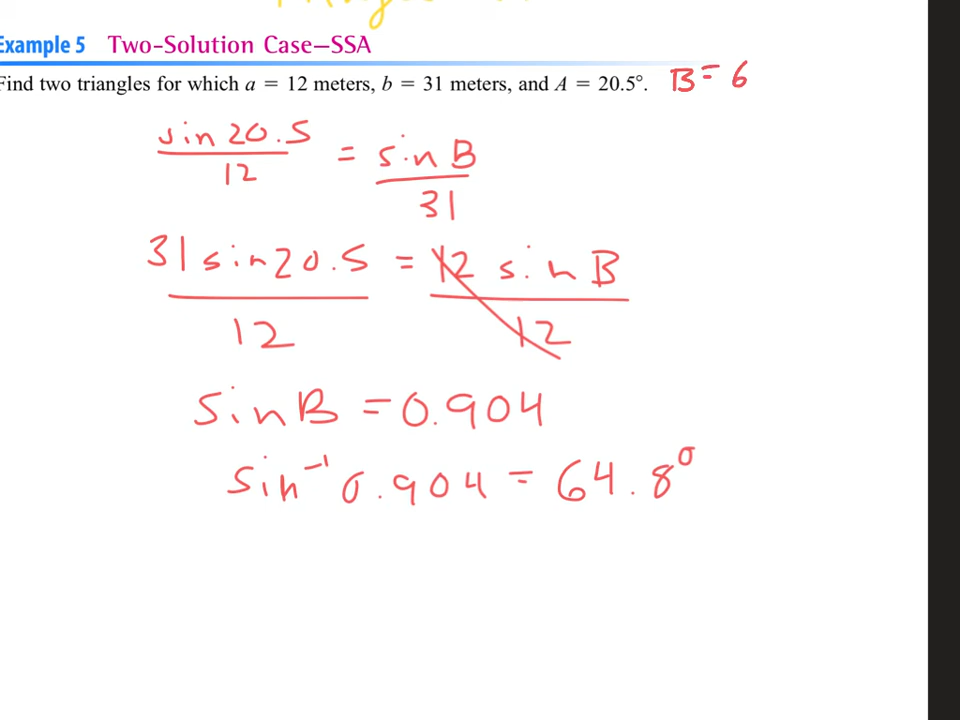 Example 5 Two-Solution Case—SSA
Find two triangles for which a = 12 meters, b = 31 meters, and A = 20.5°. B = 6
sin 20.5 / 12 = sin B / 31
31 sin 20.5 / 12 = 12 sin B / 12
sin B = 0.904
sin⁻¹ 0.904 = 64.8°